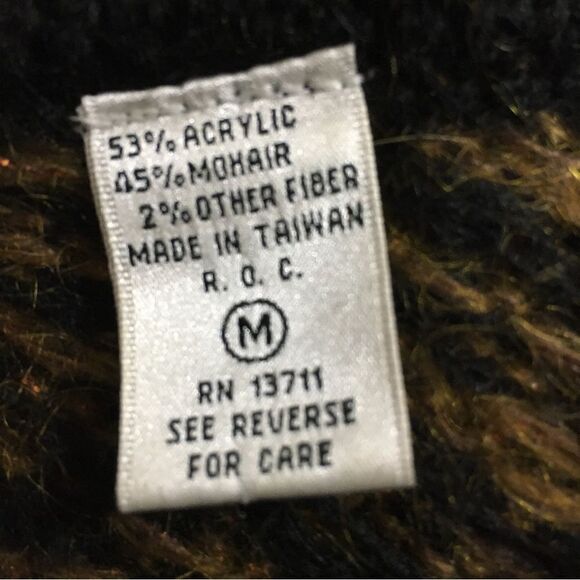 53% ACRYLIC
45% MOHAIR
2% OTHER FIBER
MADE IN TAIWAN
R. O. C.
M
RN 13711
SEE REVERSE
FOR CARE